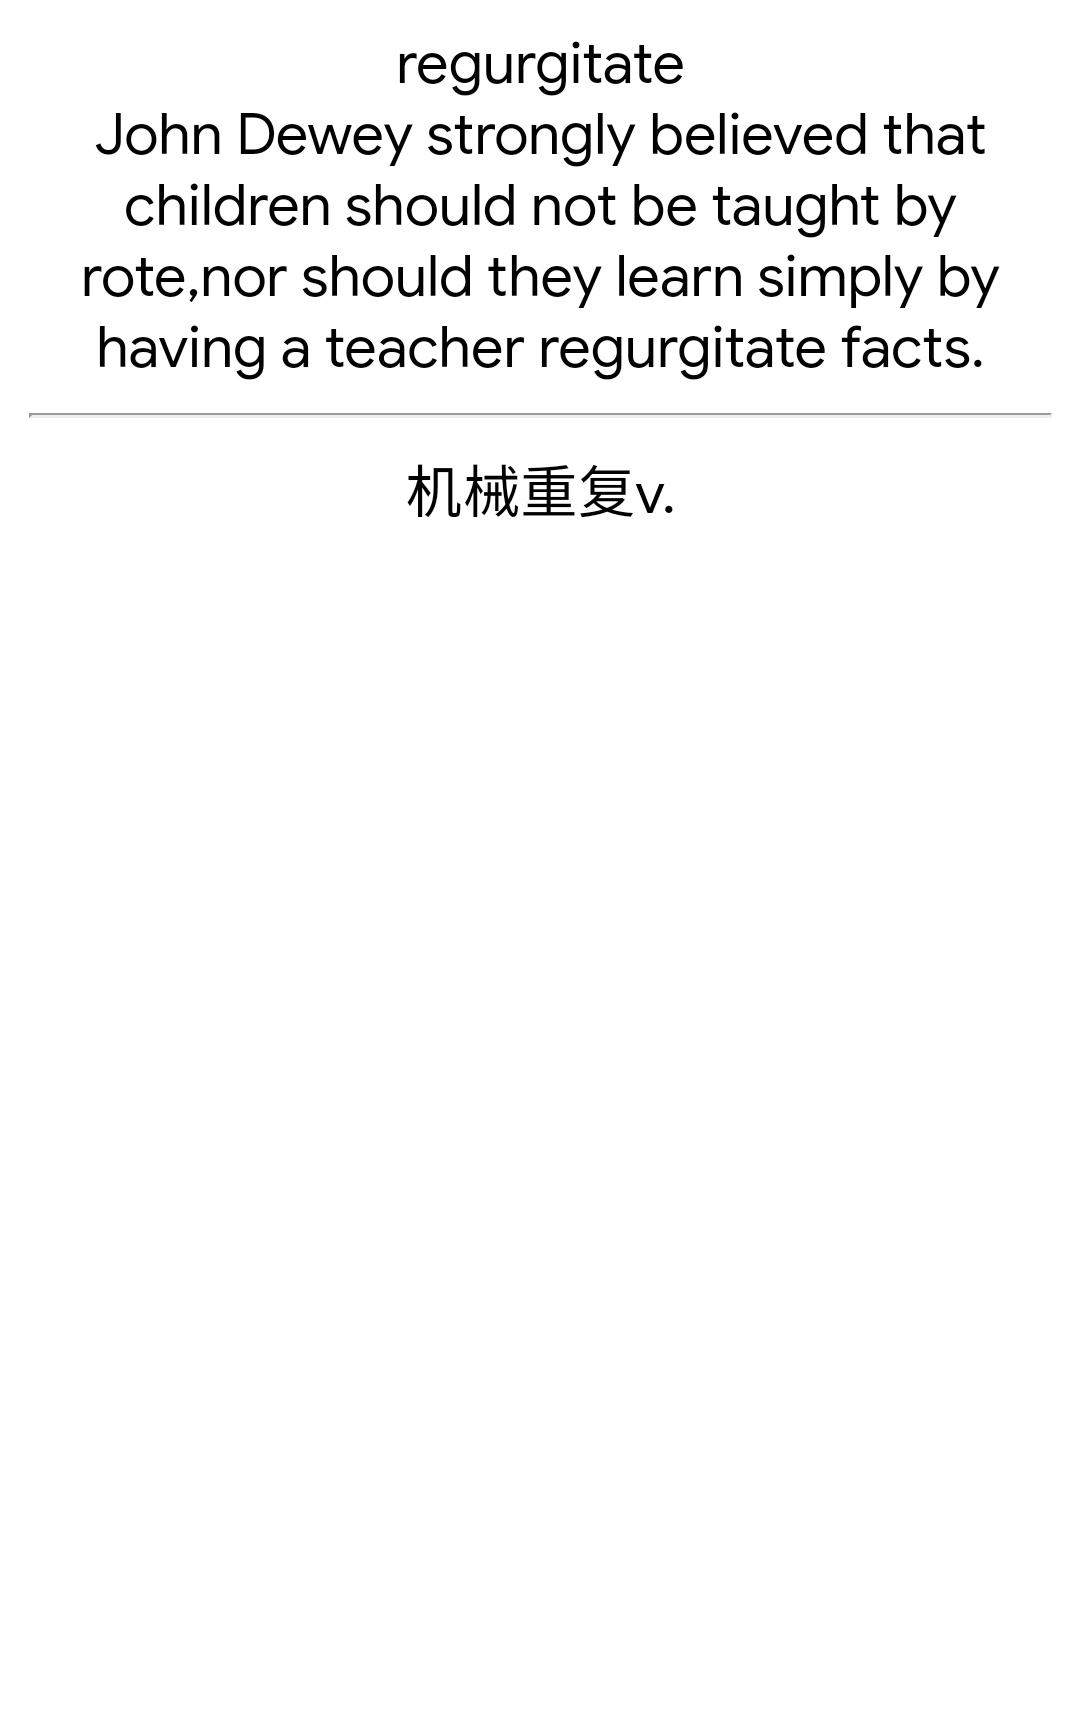 regurgitate
John Dewey strongly believed that
children should not be taught by
rote,nor should they learn simply by
having a teacher regurgitate facts.
机械重复v.